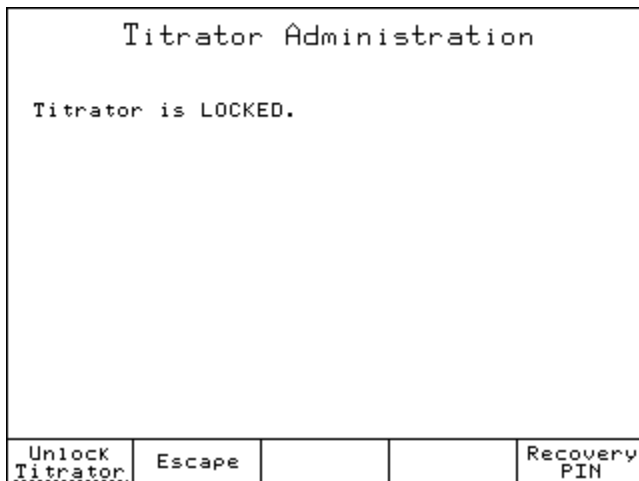 Titrator Administration
Titrator is LOCKED.
Unlock
Titrator
Escape
Recovery
PIN